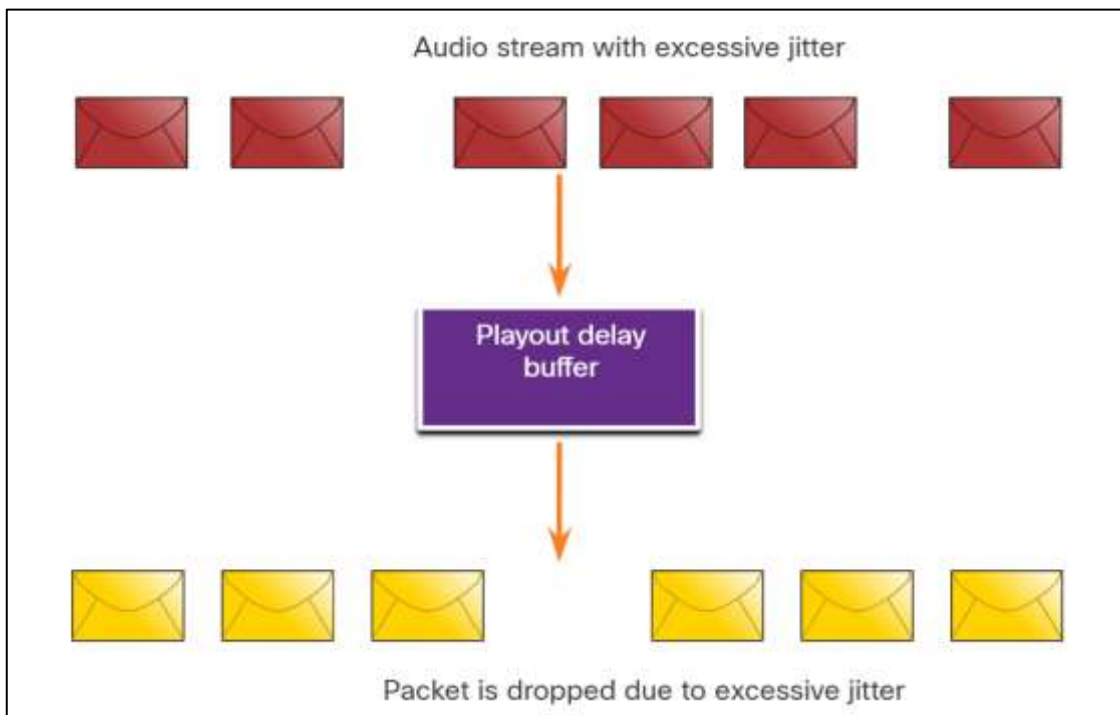 Audio stream with excessive jitter
Playout delay
buffer
Packet is dropped due to excessive jitter